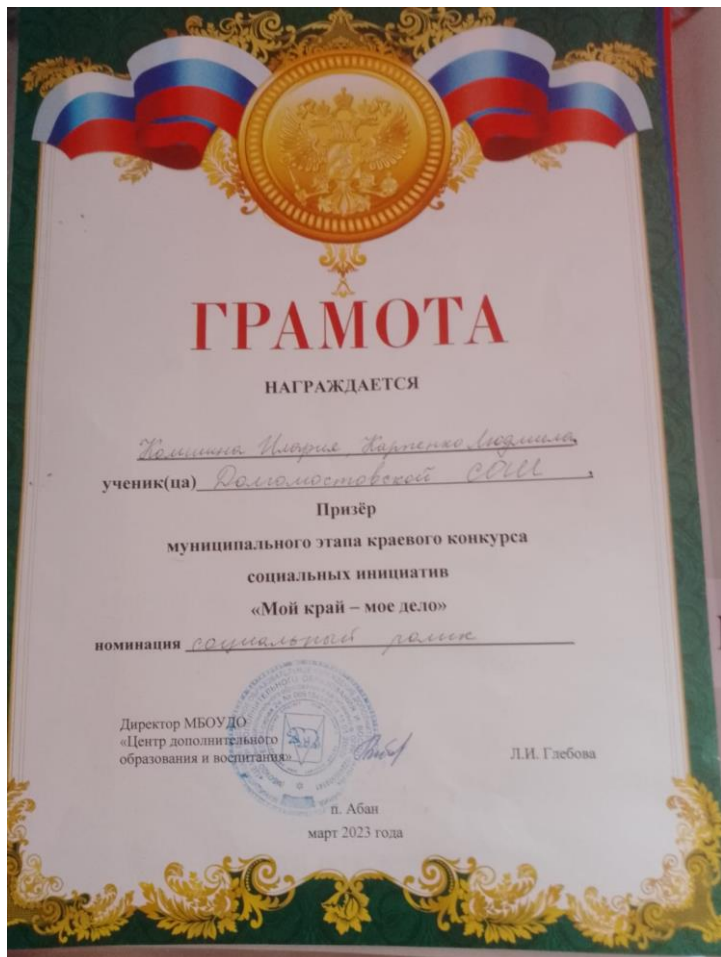 ГРАМОТА
НАГРАЖДАЕТСЯ
Илария, Карпенко Людмила
ученик(ца) Долгомостовской СОШ,
Призёр
муниципального этапа краевого конкурса
социальных инициатив
«Мой край – мое дело»
номинация социальный ролик
Директор МБОУДО
«Центр дополнительного
образования и воспитания»
Л.И. Глебова
п. Абан
март 2023 года